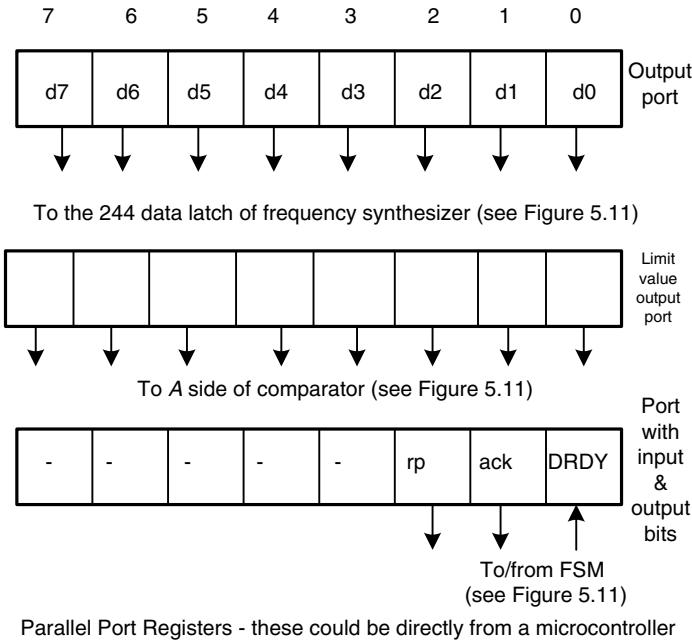 7 6 5 4 3 2 1 0
d7 d6 d5 d4 d3 d2 d1 d0
Output
port
To the 244 data latch of frequency synthesizer (see Figure 5.11)
Limit
value
output
port
To A side of comparator (see Figure 5.11)
- - - - - rp ack DRDY
Port
with
input
&
output
bits
To/from FSM
(see Figure 5.11)
Parallel Port Registers - these could be directly from a microcontroller